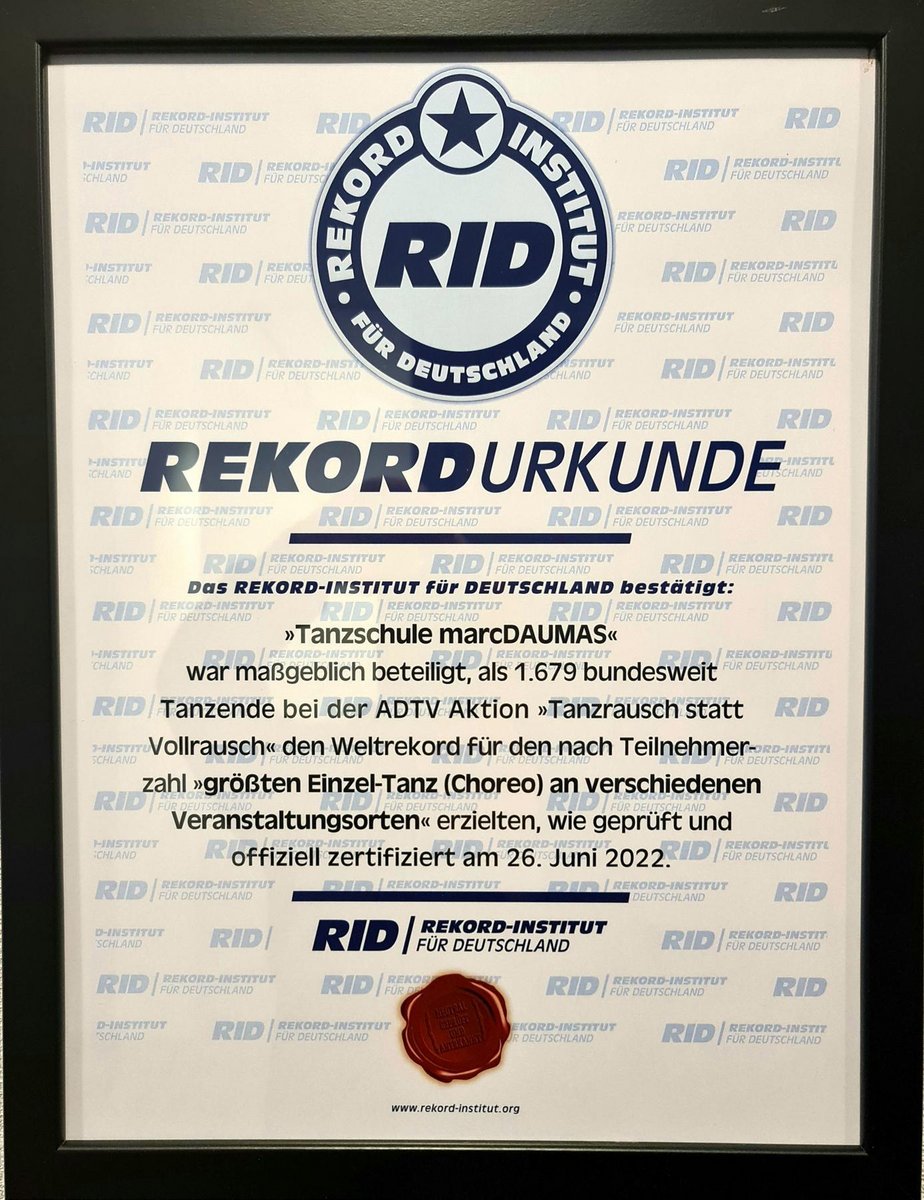 REKORD INSTITUT
RID
FÜR DEUTSCHLAND
REKORDURKUNDE
Das REKORD-INSTITUT für DEUTSCHLAND bestätigt:
»Tanzschule marcDAUMAS«
war maßgeblich beteiligt, als 1.679 bundesweit
Tanzende bei der ADTV Aktion »Tanzrausch statt
Vollrausch« den Weltrekord für den nach Teilnehmer-
zahl »größten Einzel-Tanz (Choreo) an verschiedenen
Veranstaltungsorten« erzielten, wie geprüft und
offiziell zertifiziert am 26. Juni 2022.
RID | REKORD-INSTITUT
FÜR DEUTSCHLAND
www.rekord-institut.org